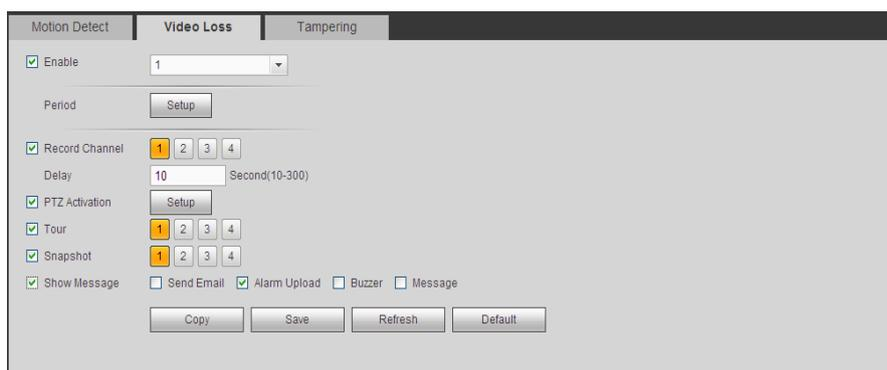 Motion Detect Video Loss Tampering
Enable 1
Period Setup
Record Channel 1 2 3 4
Delay 10 Second(10-300)
PTZ Activation Setup
Tour 1 2 3 4
Snapshot 1 2 3 4
Show Message Send Email Alarm Upload Buzzer Message
Copy Save Refresh Default